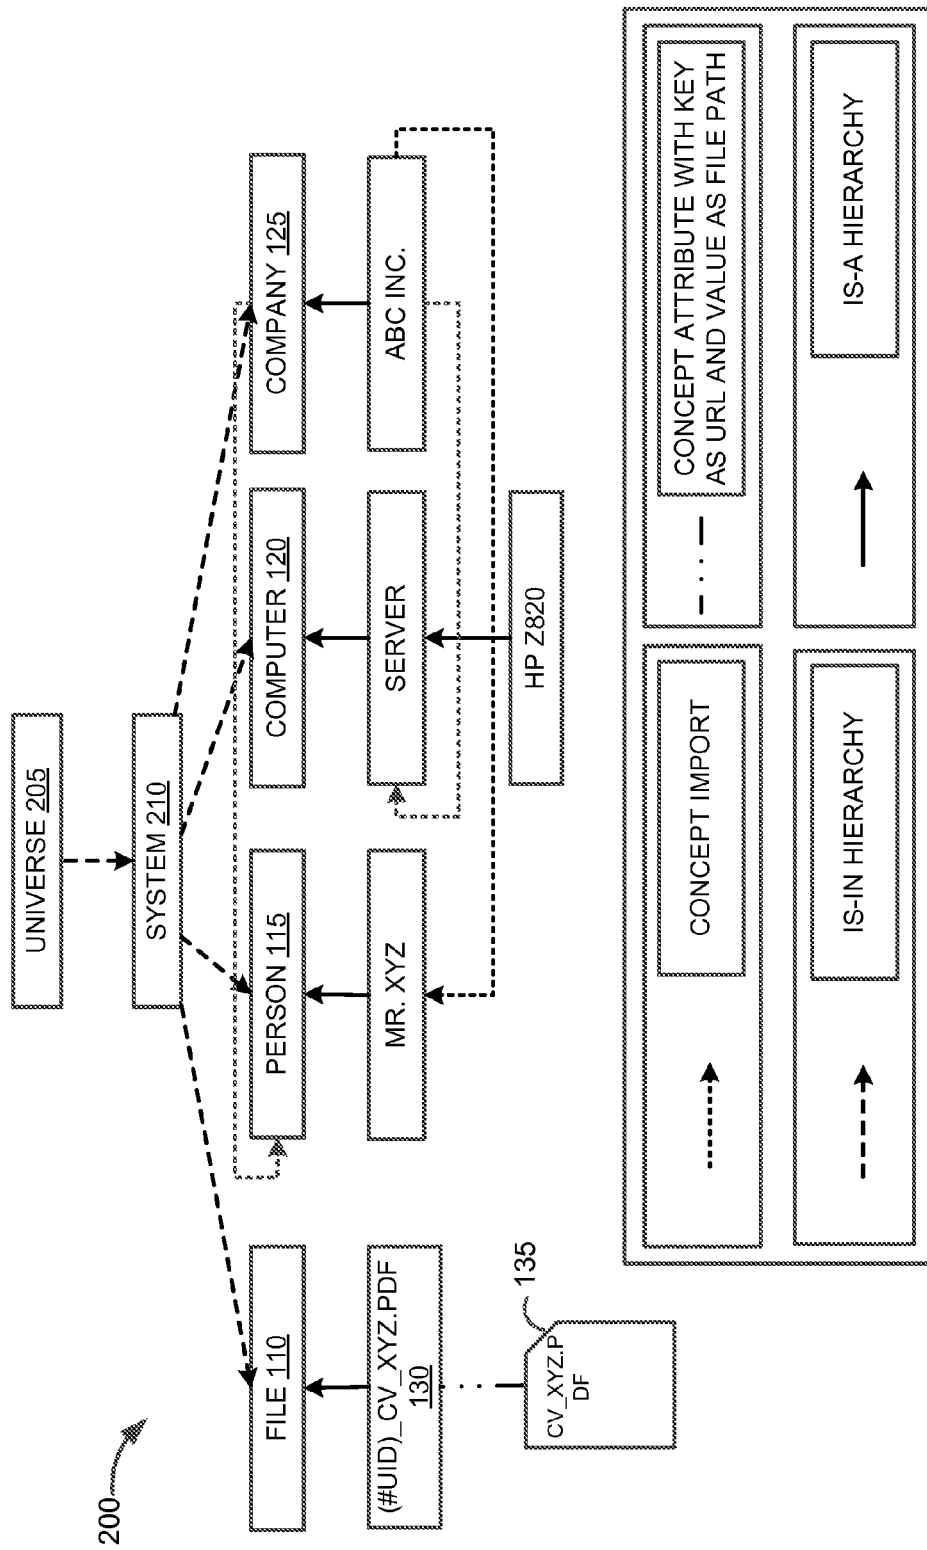 200
UNIVERSE 205
SYSTEM 210
FILE 110
PERSON 115
COMPUTER 120
COMPANY 125
(#UID)_CV_XYZ.PDF
130
MR. XYZ
SERVER
ABC INC.
CV_XYZ.P
DF
135
HP Z820
CONCEPT IMPORT
CONCEPT ATTRIBUTE WITH KEY
AS URL AND VALUE AS FILE PATH
IS-IN HIERARCHY
IS-A HIERARCHY